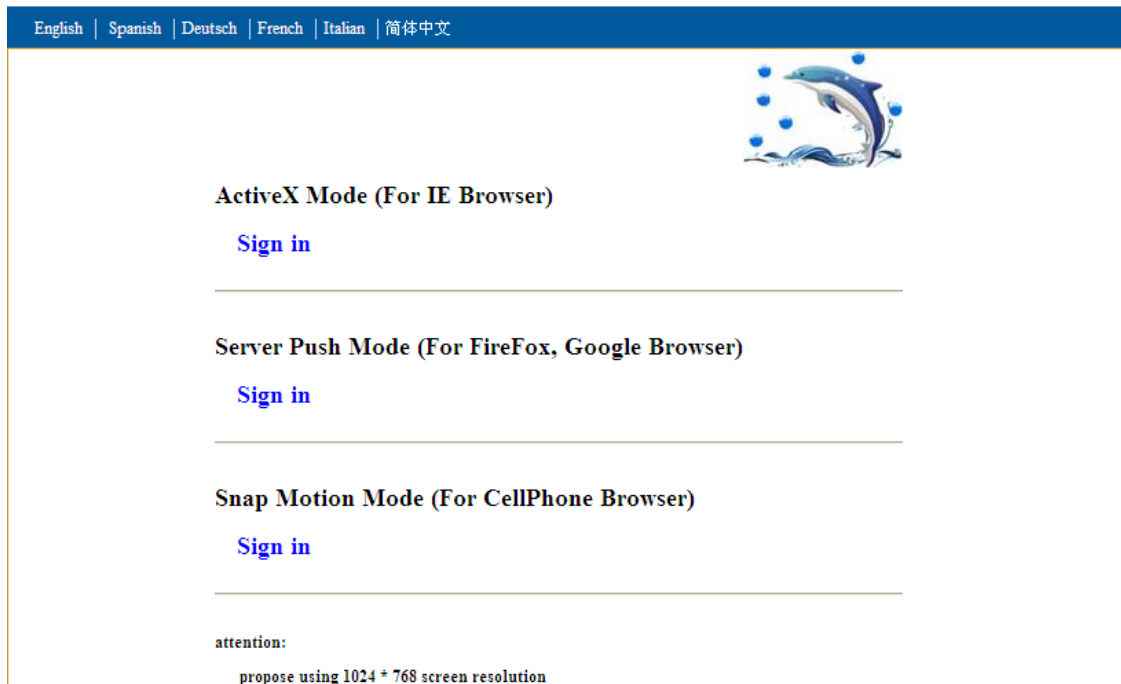 English | Spanish | Deutsch | French | Italian | 简体中文
ActiveX Mode (For IE Browser)
Sign in
Server Push Mode (For FireFox, Google Browser)
Sign in
Snap Motion Mode (For CellPhone Browser)
Sign in
attention:
propose using 1024 * 768 screen resolution